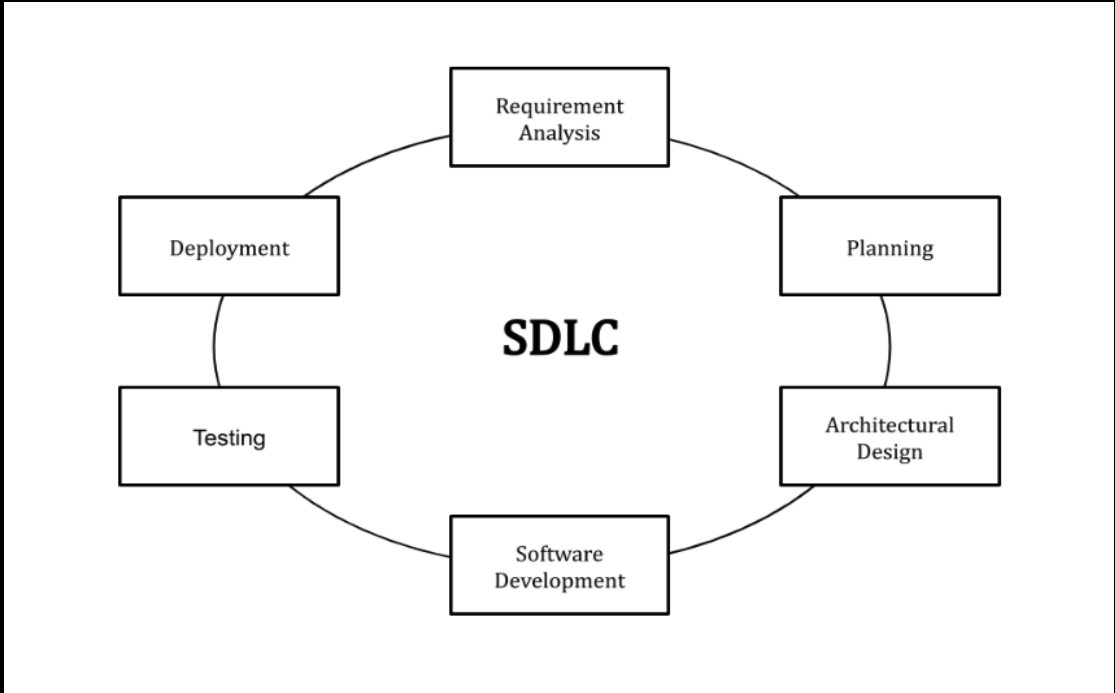 Requirement
Analysis
Deployment
Planning
SDLC
Testing
Architectural
Design
Software
Development